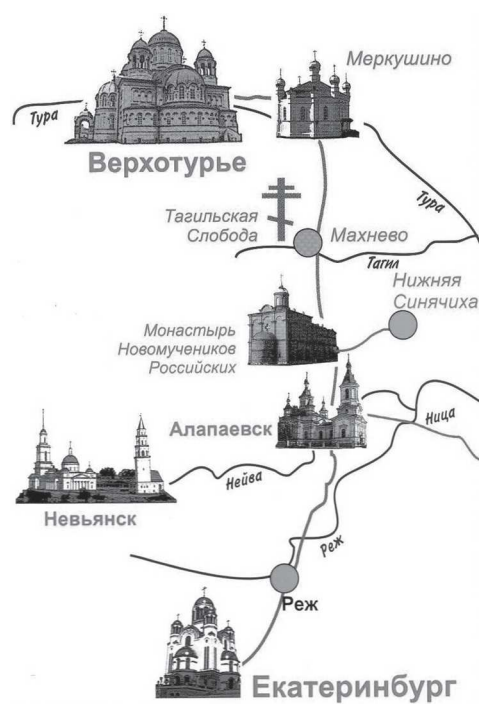 Меркушино
Тура
Верхотурье
Тура
Тагильская
Слобода
Махнево
Тагил
Нижняя
Синячиха
Монастырь
Новомучеников
Российских
Алапаевск
Ница
Нейва
Невьянск
Реж
Реж
Екатеринбург